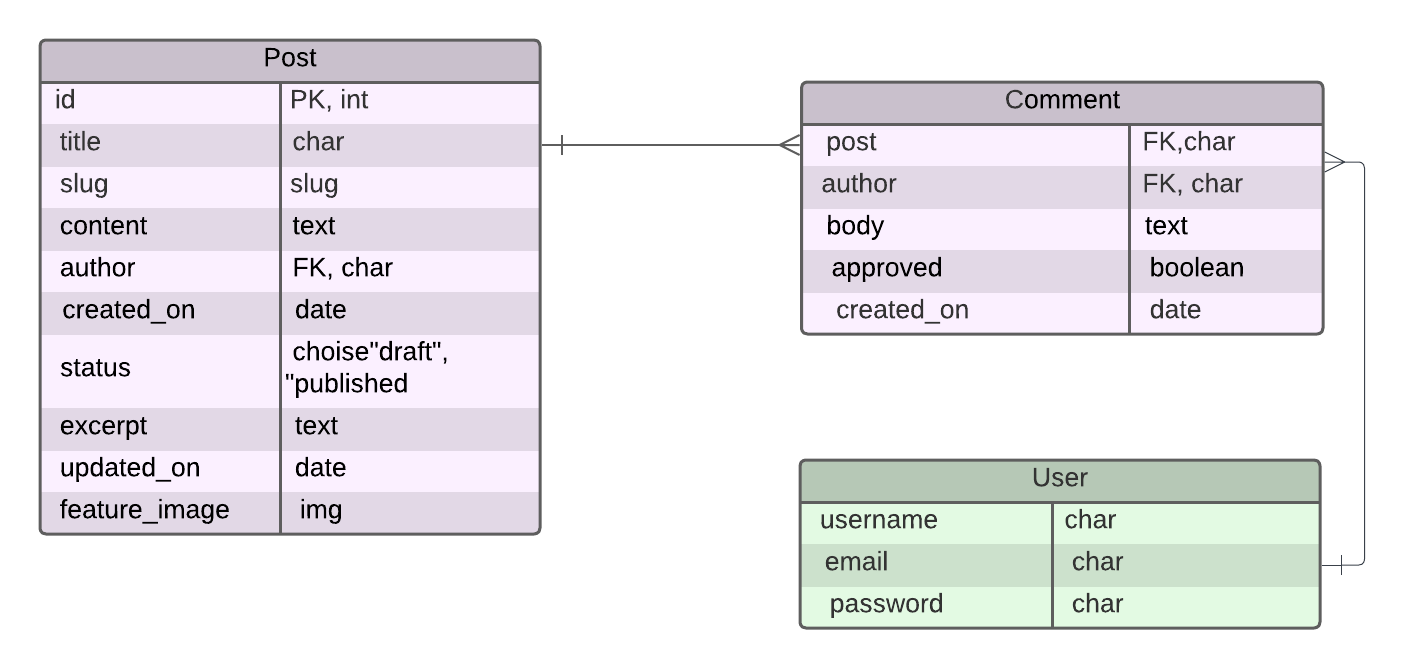 Post
id PK, int
title char
slug slug
content text
author FK, char
created_on date
status choise"draft",
"published
excerpt text
updated_on date
feature_image img
Comment
post FK,char
author FK, char
body text
approved boolean
created_on date
User
username char
email char
password char